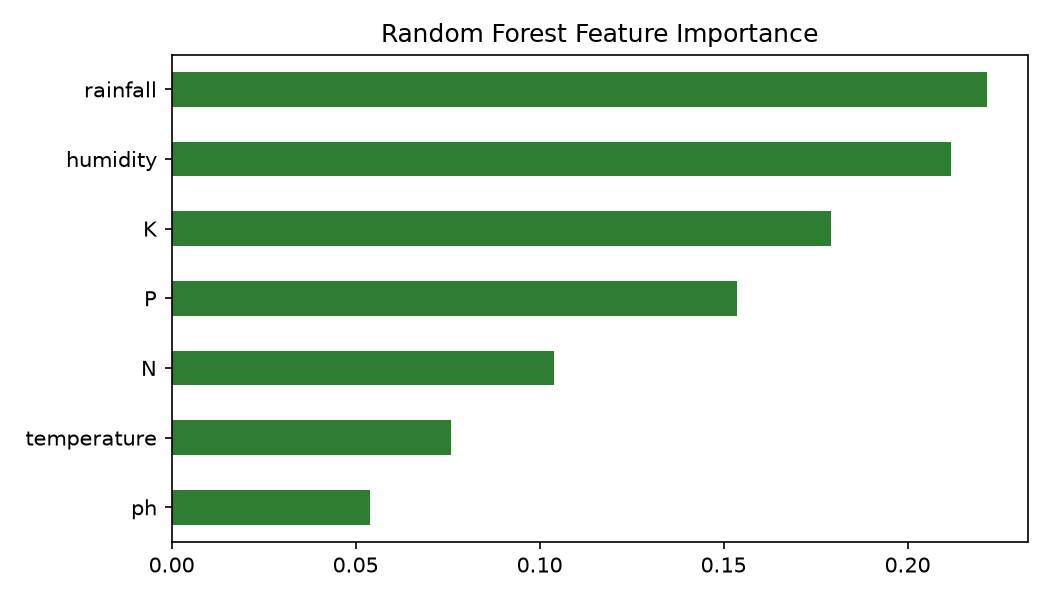 Random Forest Feature Importance
rainfall
humidity
K
P
N
temperature
ph
0.00 0.05 0.10 0.15 0.20